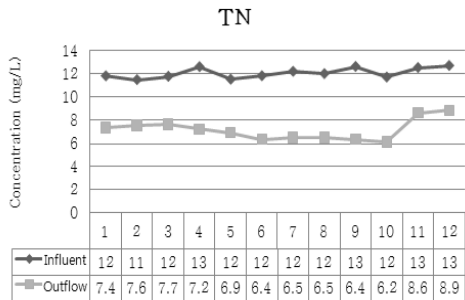 TN
Concentration (mg/L)
14
12
10
8
6
4
2
0
1 2 3 4 5 6 7 8 9 10 11 12
Influent 12 11 12 13 12 12 12 12 13 12 13 13
Outflow 7.4 7.6 7.7 7.2 6.9 6.4 6.5 6.5 6.4 6.2 8.6 8.9